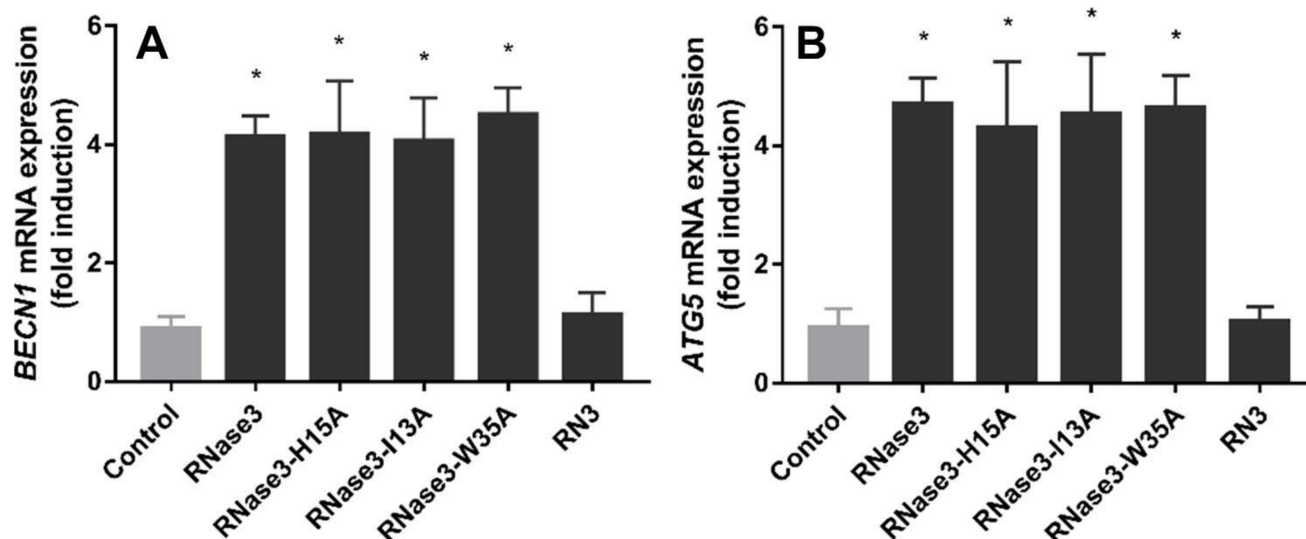 A
BECN1 mRNA expression
(fold induction)
6
4
2
0
*
*
*
*
Control
RNase3
RNase3-H15A
RNase3-I13A
RNase3-W35A
RN3
B
ATG5 mRNA expression
(fold induction)
6
4
2
0
*
*
*
*
Control
RNase3
RNase3-H15A
RNase3-I13A
RNase3-W35A
RN3